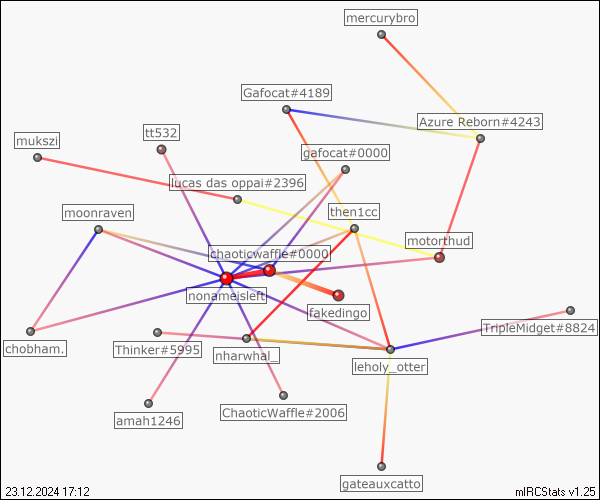 mercurybro
Gafocat#4189
Azure Reborn#4243
tt532
mukszi
gafocat#0000
lucas das oppai#2396
moonraven
then1cc
motorthud
chaoticwaffle#0000
nonameisleft
fakedingo
TripleMidget#8824
chobham.
Thinker#5995
nharwhal_
leholy_otter
amah1246
ChaoticWaffle#2006
gateauxcatto
23.12.2024 17:12
mIRCStats v1.25